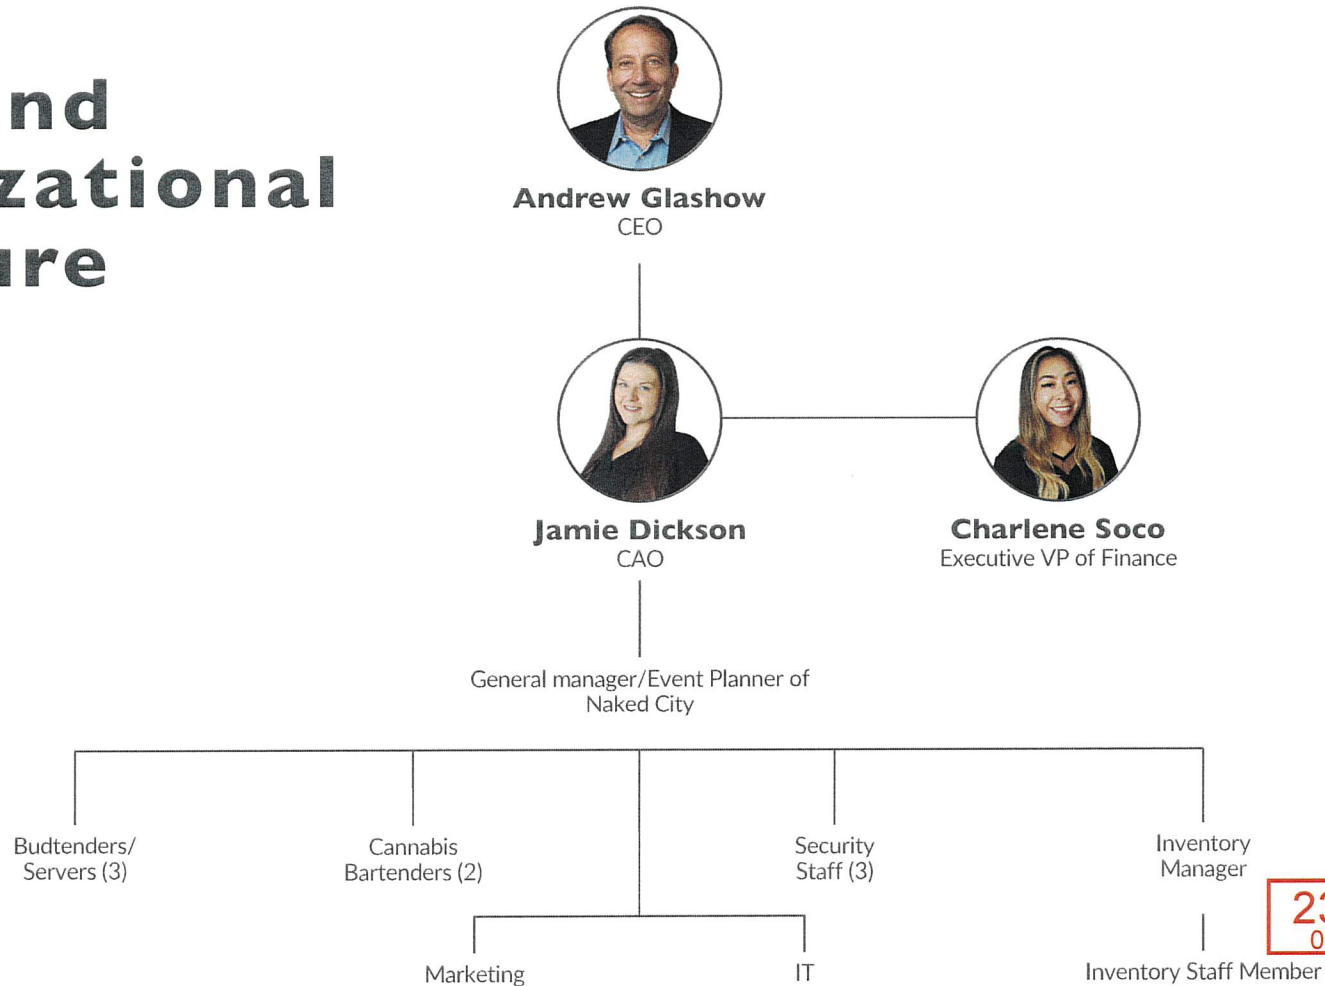 nd
zational
ure
Andrew Glashow
CEO
Jamie Dickson
CAO
Charlene Soco
Executive VP of Finance
General manager/Event Planner of
Naked City
Budtenders/
Servers (3)
Cannabis
Bartenders (2)
Security
Staff (3)
Inventory
Manager
Marketing
IT
Inventory Staff Member